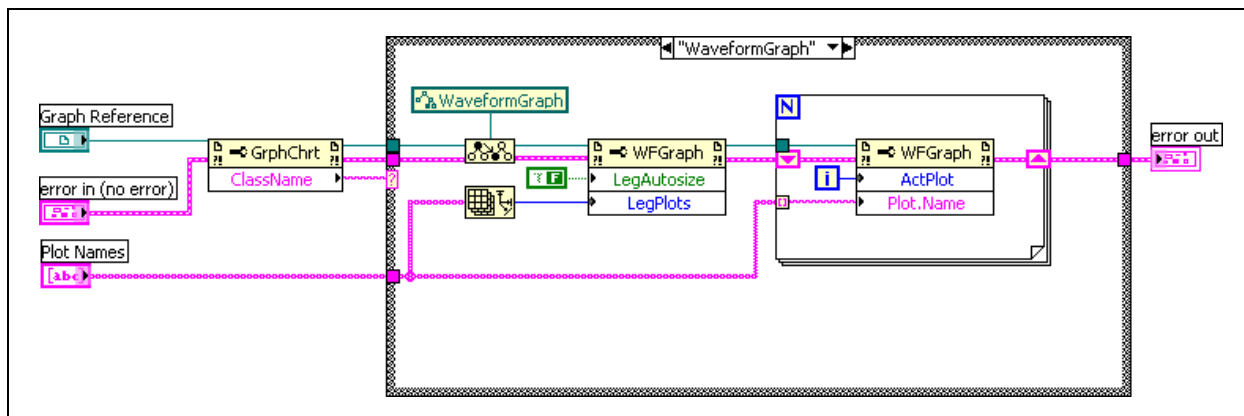 "WaveformGraph"
WaveformGraph
Graph Reference
GrphChrt
ClassName
error in (no error)
Plot Names
[abc]
?
?!
WFGraph
LegAutosize
LegPlots
F
N
i
WFGraph
ActPlot
Plot.Name
error out